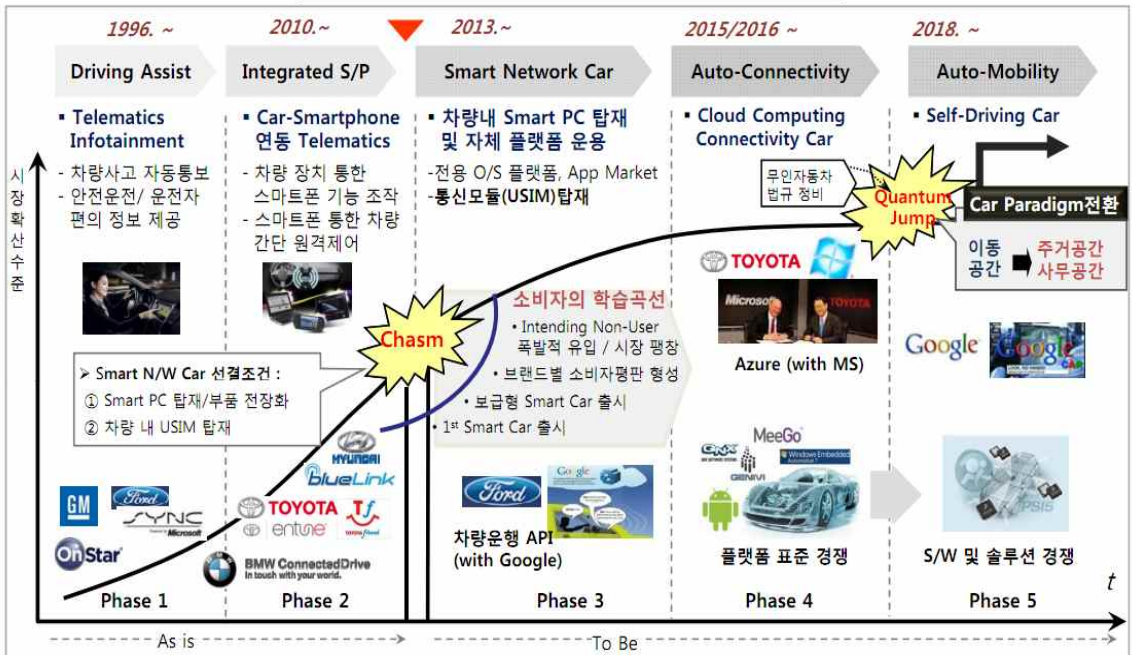 1996. ~
2010.~
2013.~
2015/2016 ~
2018. ~
Driving Assist
Integrated S/P
Smart Network Car
Auto-Connectivity
Auto-Mobility
▪ Telematics
Infotainment
- 차량사고 자동통보
- 안전운전/ 운전자
편의 정보 제공
▪ Car-Smartphone
연동 Telematics
- 차량 장치 통한
스마트폰 기능 조작
- 스마트폰 통한 차량
간단 원격제어
▪ 차량내 Smart PC 탑재
및 자체 플랫폼 운용
-전용 O/S 플랫폼, App Market
-통신모듈(USIM)탑재
▪ Cloud Computing
Connectivity Car
▪ Self-Driving Car
시장확산수준
무인자동차
법규 정비
Quantum
Jump
Car Paradigm전환
이동
공간
주거공간
사무공간
Chasm
소비자의 학습곡선
• Intending Non-User
폭발적 유입 / 시장 팽창
• 브랜드별 소비자평판 형성
• 보급형 Smart Car 출시
• 1st Smart Car 출시
➢ Smart N/W Car 선결조건 :
① Smart PC 탑재/부품 전장화
② 차량 내 USIM 탑재
TOYOTA
Microsoft
TOYOTA
Azure (with MS)
Google
Google
GM
Ford
SYNC
Powered by Microsoft
OnStar
HYUNDAI
blueLink
TOYOTA
entune
Tf
toyota friend
BMW ConnectedDrive
In touch with your world.
Ford
Google
차량운행 API
(with Google)
MeeGo
QNX
GENIVI
Windows Embedded
Automotive 7
플랫폼 표준 경쟁
S/W 및 솔루션 경쟁
t
Phase 1
Phase 2
Phase 3
Phase 4
Phase 5
As is
To Be